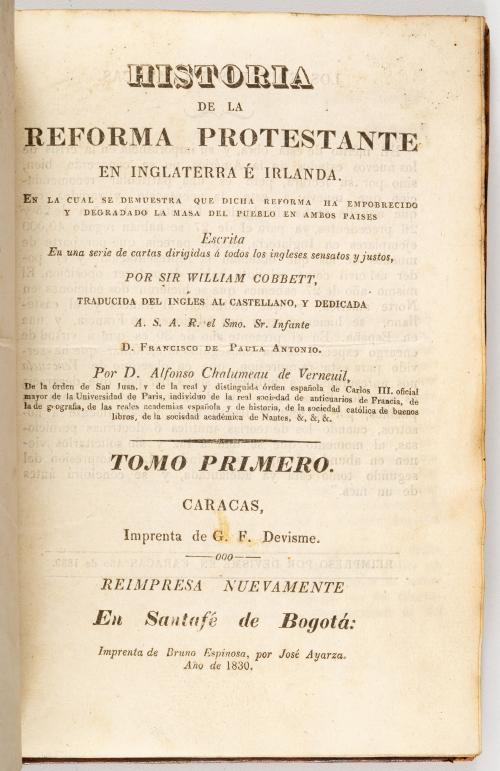 HISTORIA
DE LA
REFORMA PROTESTANTE
EN INGLATERRA É IRLANDA.
EN LA CUAL SE DEMUESTRA QUE DICHA REFORMA HA EMPOBRECIDO
Y DEGRADADO LA MASA DEL PUEBLO EN AMBOS PAISES
Escrita
En una serie de cartas dirigidas á todos los ingleses sensatos y justos,
POR SIR WILLIAM COBBETT,
TRADUCIDA DEL INGLES AL CASTELLANO, Y DEDICADA
A. S. A. R. el Smo. Sr. Infante
D. FRANCISCO DE PAULA ANTONIO.
Por D. Alfonso Chalumeau de Verneuil,
De la órden de San Juan, y de la real y distinguida órden española de Carlos III. oficial
mayor de la Universidad de Paris, individuo de la real sociedad de anticuarios de Francia, de
la de geografia, de las reales academias española y de historia, de la sociedad católica de buenos
libros, de la sociedad académica de Nantes, &, &, &.
TOMO PRIMERO.
CARACAS,
Imprenta de G. F. Devisme.
ooo
REIMPRESA NUEVAMENTE
En Santafé de Bogotá:
Imprenta de Bruno Espinosa, por José Ayarza.
Año de 1830.